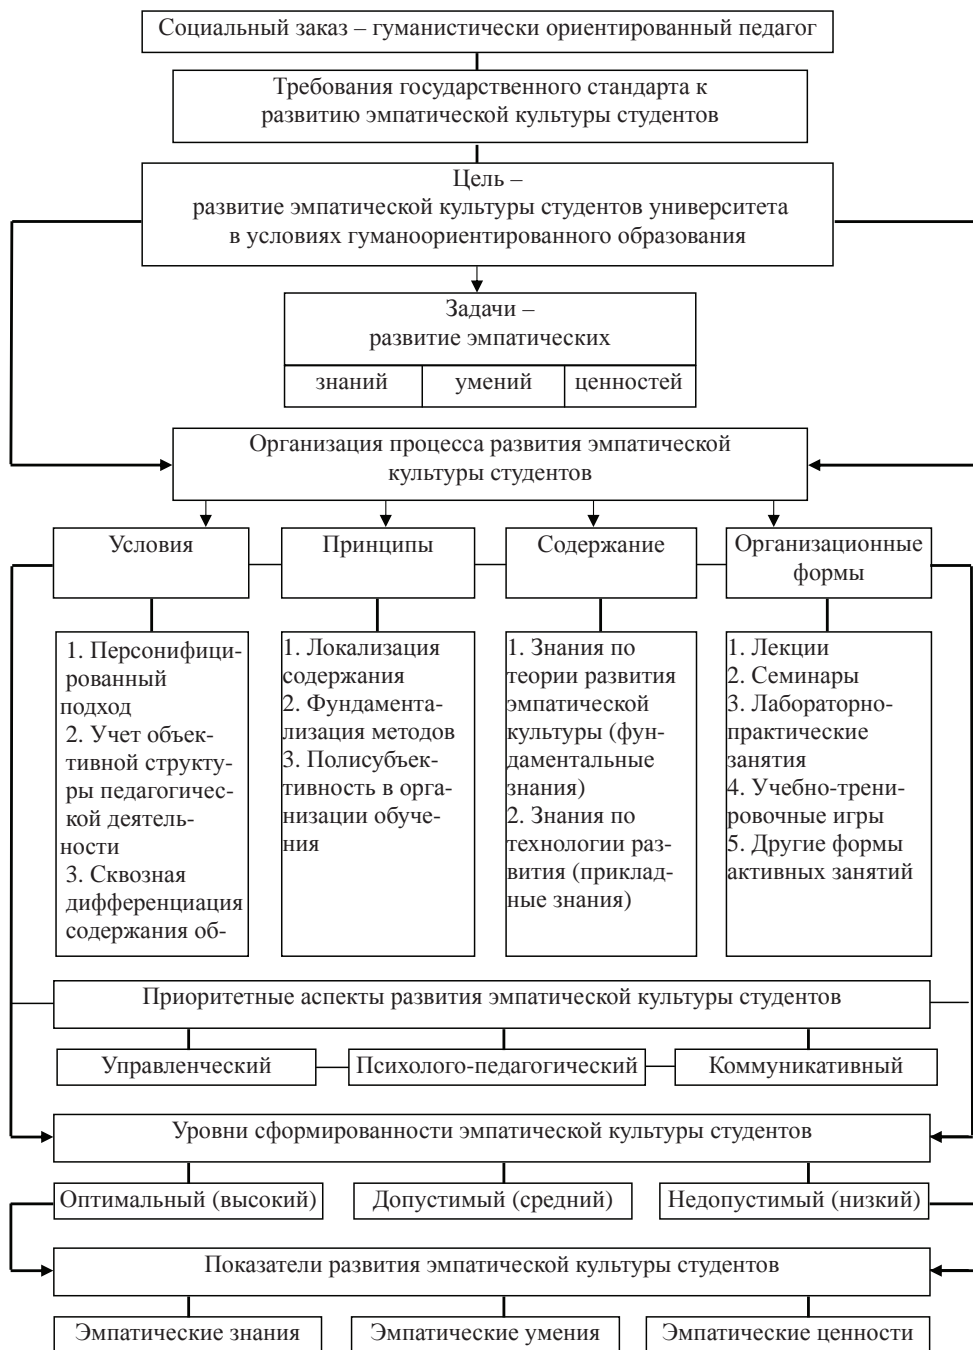 Социальный заказ – гуманистически ориентированный педагог
Требования государственного стандарта к
развитию эмпатической культуры студентов
Цель –
развитие эмпатической культуры студентов университета
в условиях гуманоориентированного образования
Задачи –
развитие эмпатических
знаний
умений
ценностей
Организация процесса развития эмпатической
культуры студентов
Условия
Принципы
Содержание
Организационные
формы
1. Персонифици-
рованный
подход
2. Учет объек-
тивной структу-
ры педагогичес-
кой деятель-
ности
3. Сквозная
дифференциация
содержания об-
1. Локализация
содержания
2. Фундамента-
лизация методов
3. Полисубъек-
тивность в орга-
низации обуче-
ния
1. Знания по
теории развития
эмпатической
культуры (фун-
даментальные
знания)
2. Знания по
технологии раз-
вития (приклад-
ные знания)
1. Лекции
2. Семинары
3. Лабораторно-
практические
занятия
4. Учебно-трени-
ровочные игры
5. Другие формы
активных занятий
Приоритетные аспекты развития эмпатической культуры студентов
Управленческий
Психолого-педагогический
Коммуникативный
Уровни сформированности эмпатической культуры студентов
Оптимальный (высокий)
Допустимый (средний)
Недопустимый (низкий)
Показатели развития эмпатической культуры студентов
Эмпатические знания
Эмпатические умения
Эмпатические ценности